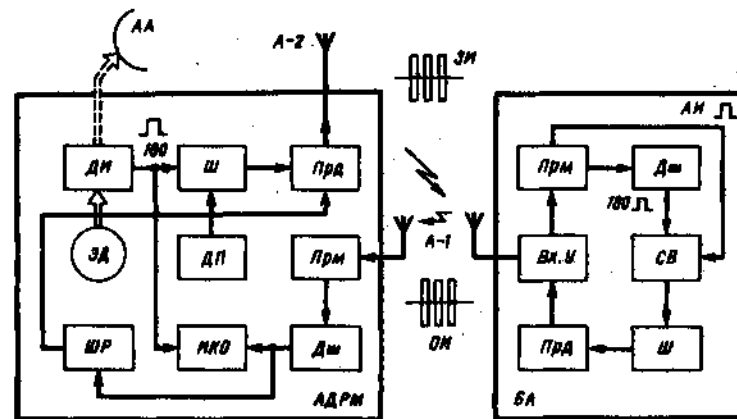 АА
А-2
ЗИ
АИ
180
ДИ
Ш
Прд
Прм
Дш
180
ЭД
ДП
Прм
А-1
Вх.У
СВ
ШР
ИКО
Дш
ОИ
Прд
Ш
АДРМ
БА